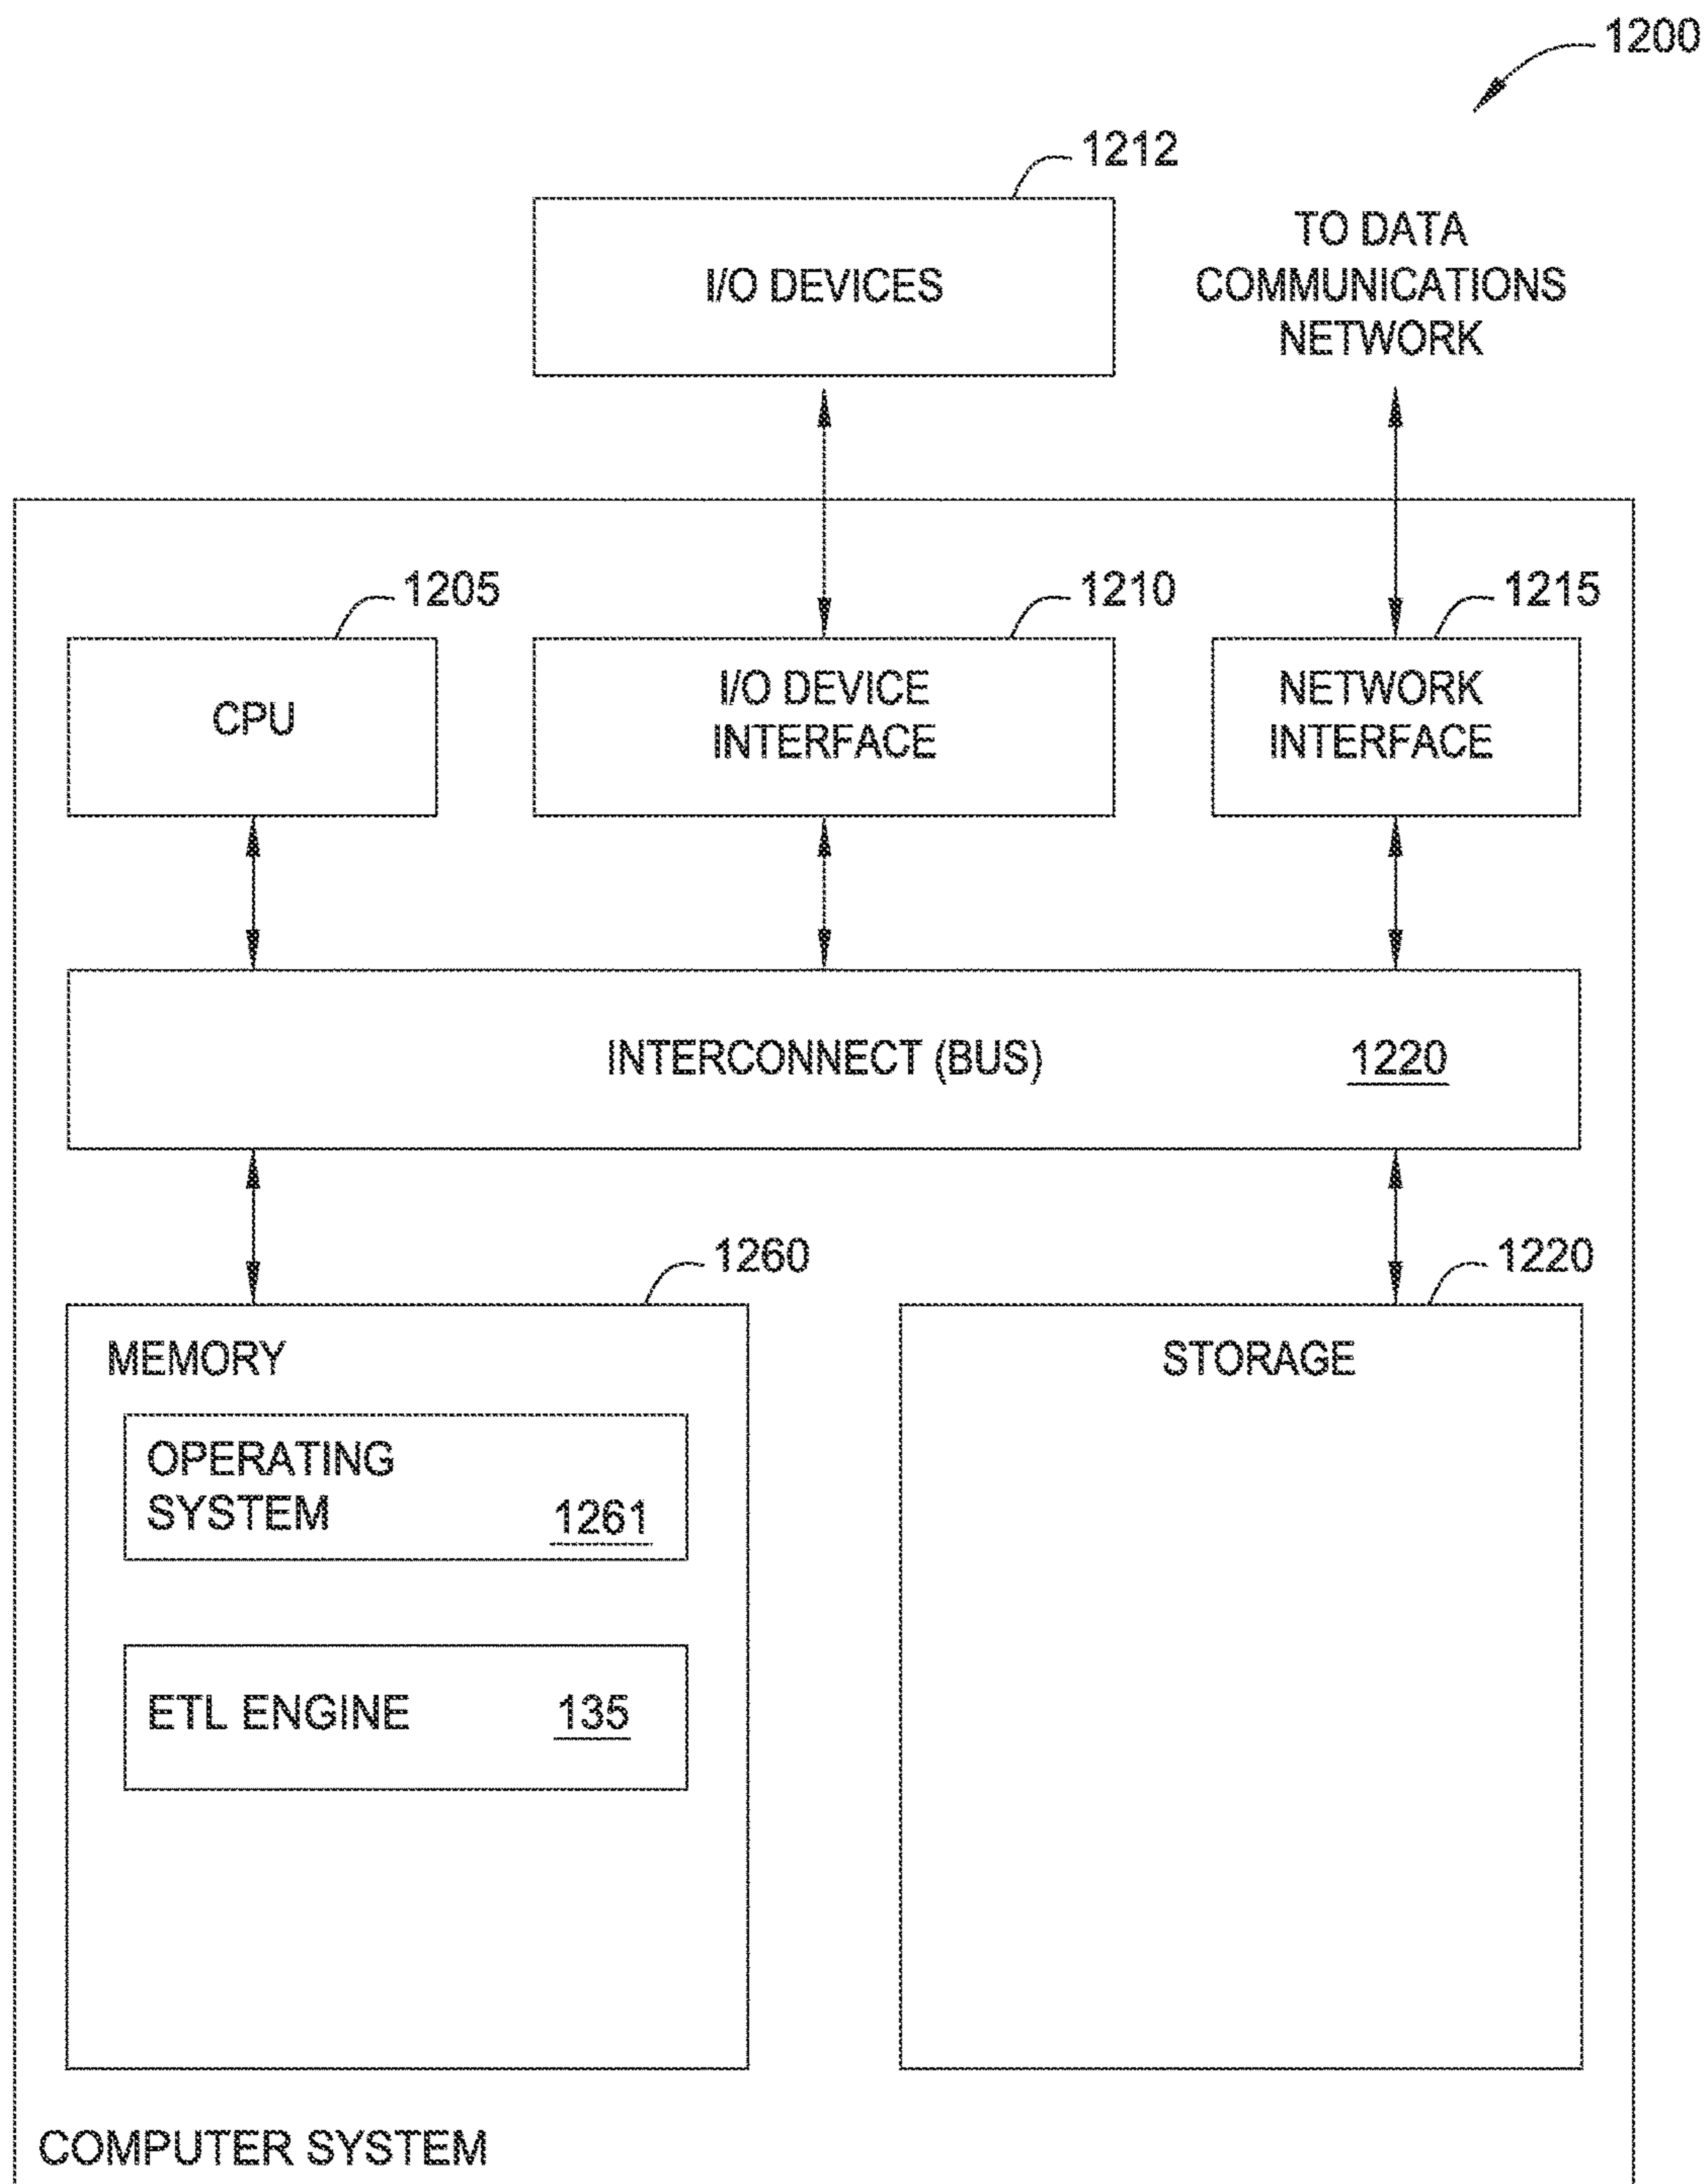 1200
1212
I/O DEVICES
TO DATA
COMMUNICATIONS
NETWORK
1205
1210
1215
CPU
I/O DEVICE
INTERFACE
NETWORK
INTERFACE
INTERCONNECT (BUS) 1220
1260
1220
MEMORY
STORAGE
OPERATING
SYSTEM 1261
ETL ENGINE 135
COMPUTER SYSTEM